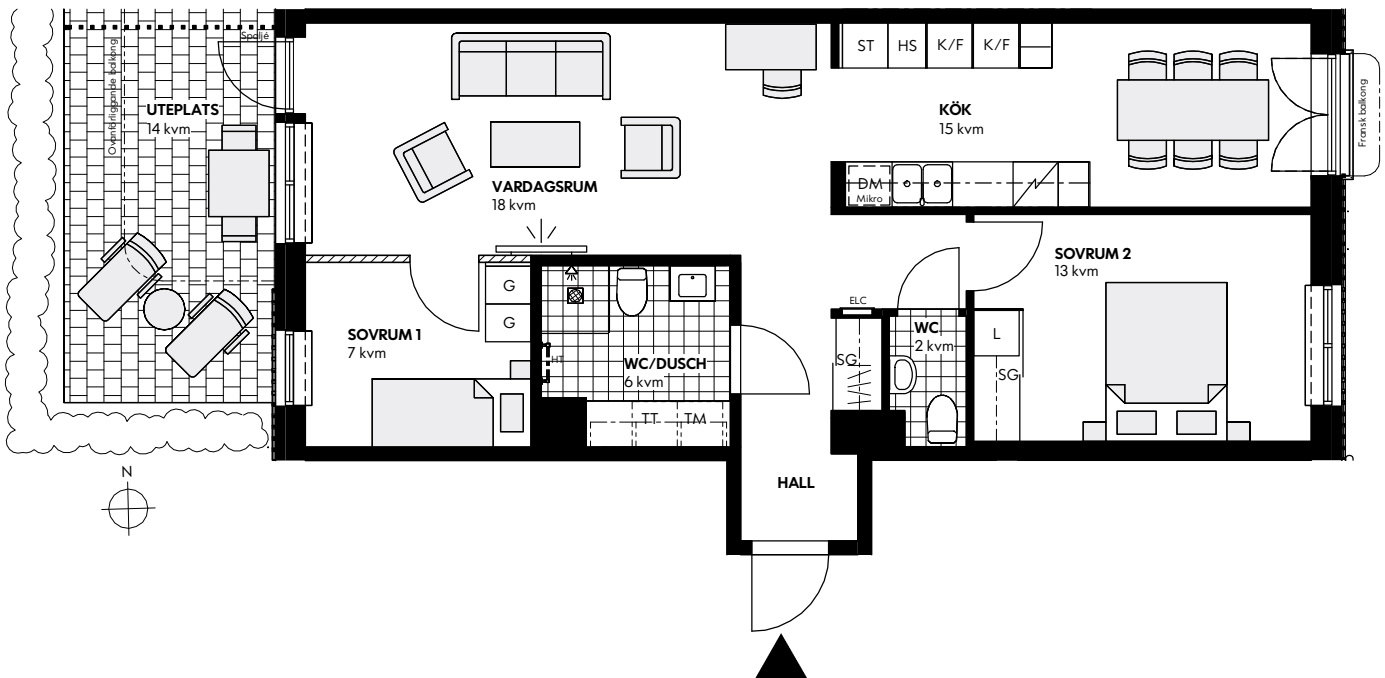 Spaljé
Ovanförliggande balkong
UTEPLATS
14 kvm
ST
HS
K/F
K/F
KÖK
15 kvm
Fransk balkong
VARDAGSRUM
18 kvm
DM
Mikro
SOVRUM 2
13 kvm
G
G
SOVRUM 1
7 kvm
HT
WC/DUSCH
6 kvm
TT
TM
ELC
SG
WC
2 kvm
L
SG
N
HALL